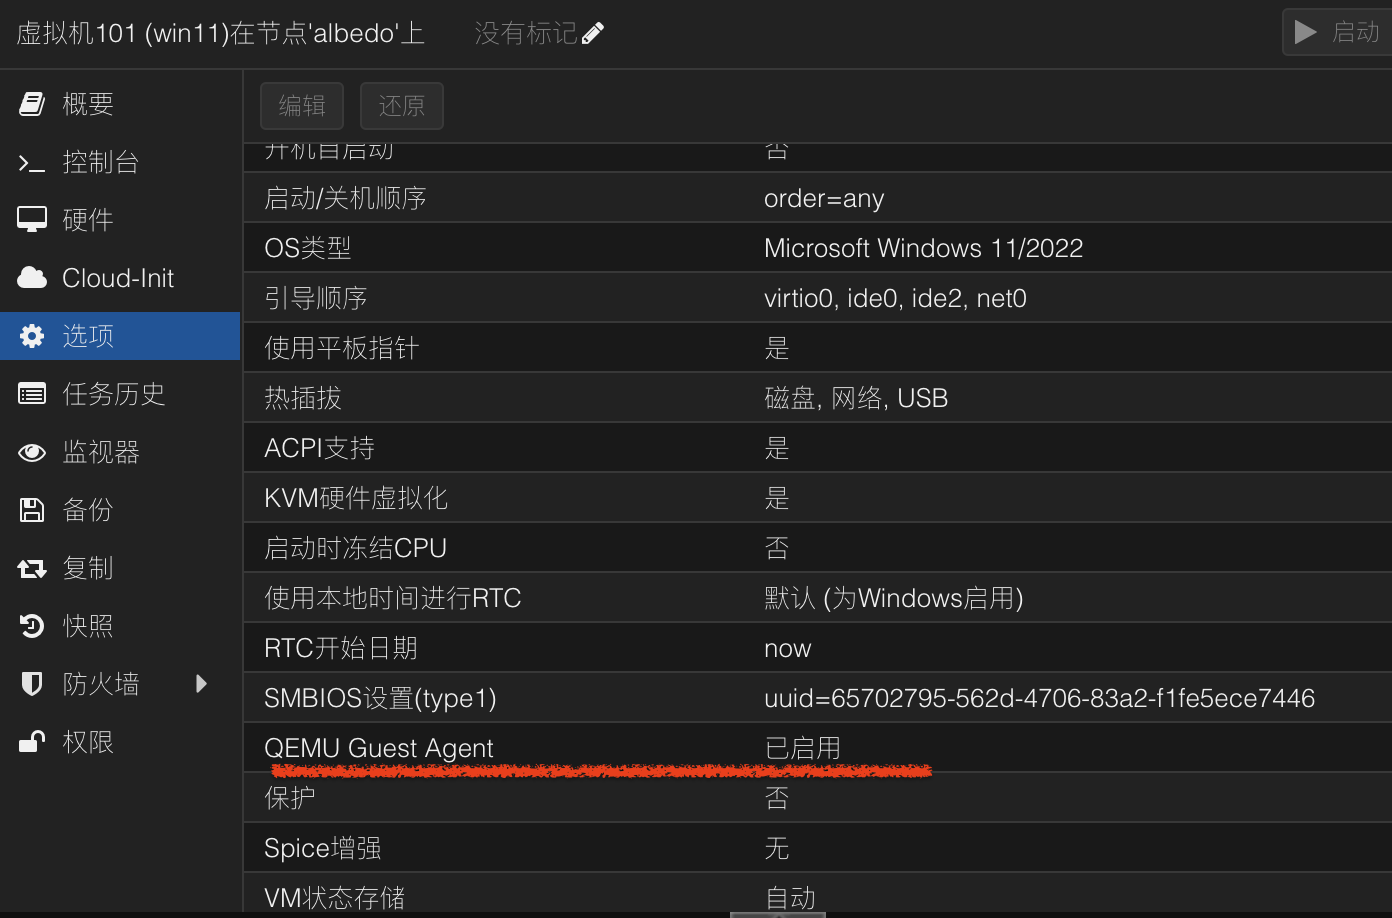 虚拟机101 (win11)在节点'albedo'上 没有标记 启动
概要
控制台
硬件
Cloud-Init
选项
任务历史
监视器
备份
复制
快照
防火墙
权限
编辑 还原
开机自启动 否
启动/关机顺序 order=any
OS类型 Microsoft Windows 11/2022
引导顺序 virtio0, ide0, ide2, net0
使用平板指针 是
热插拔 磁盘, 网络, USB
ACPI支持 是
KVM硬件虚拟化 是
启动时冻结CPU 否
使用本地时间进行RTC 默认 (为Windows启用)
RTC开始日期 now
SMBIOS设置(type1) uuid=65702795-562d-4706-83a2-f1fe5ece7446
QEMU Guest Agent 已启用
保护 否
Spice增强 无
VM状态存储 自动